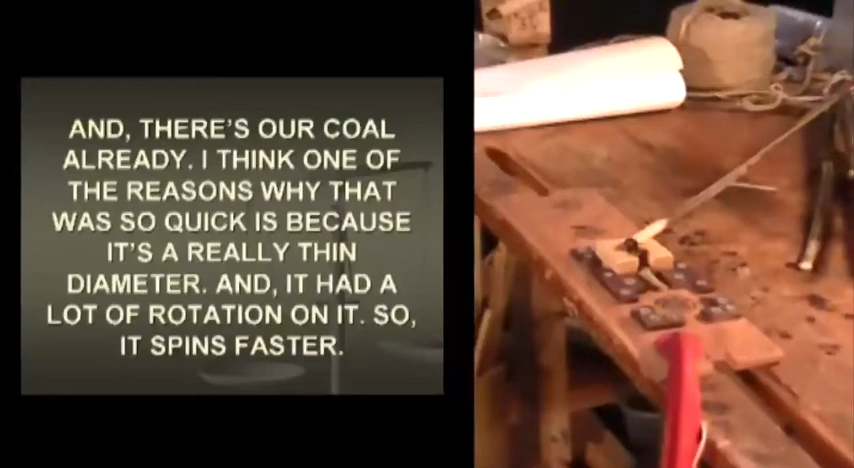 AND, THERE'S OUR COAL
ALREADY. I THINK ONE OF
THE REASONS WHY THAT
WAS SO QUICK IS BECAUSE
IT'S A REALLY THIN
DIAMETER. AND, IT HAD A
LOT OF ROTATION ON IT. SO,
IT SPINS FASTER.